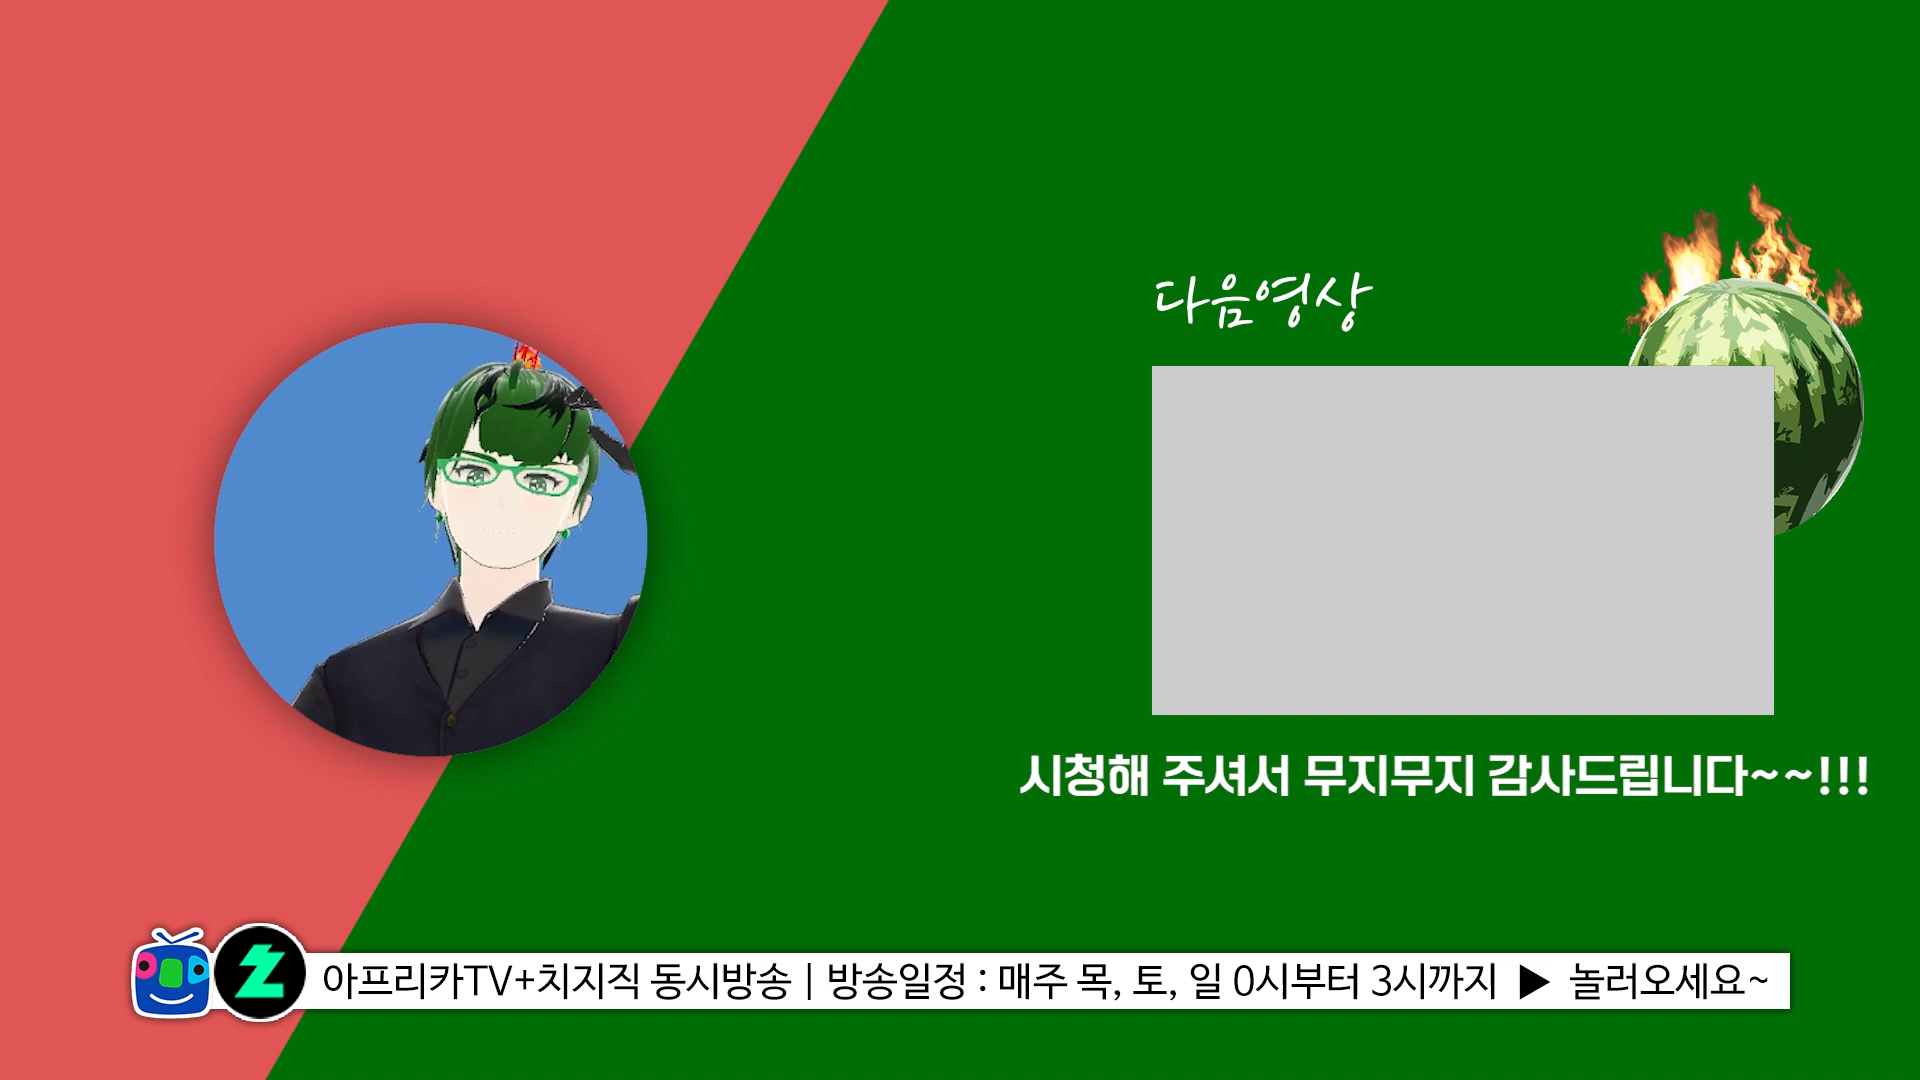 다음영상
시청해 주셔서 무지무지 감사드립니다~~!!!
아프리카TV+치지직 동시방송 | 방송일정 : 매주 목, 토, 일 0시부터 3시까지 ▶ 놀러오세요~